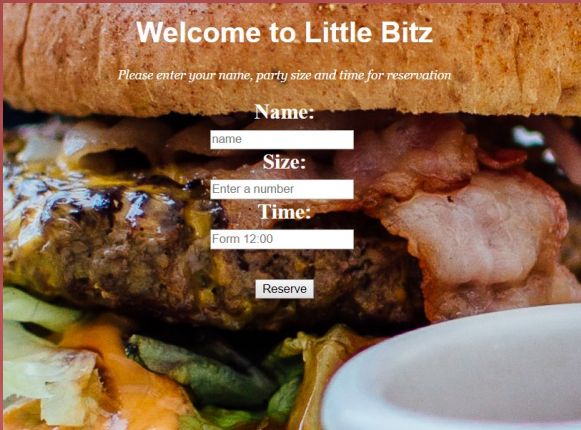 Welcome to Little Bitz
Please enter your name, party size and time for reservation
Name:
name
Size:
Enter a number
Time:
Form 12:00
Reserve